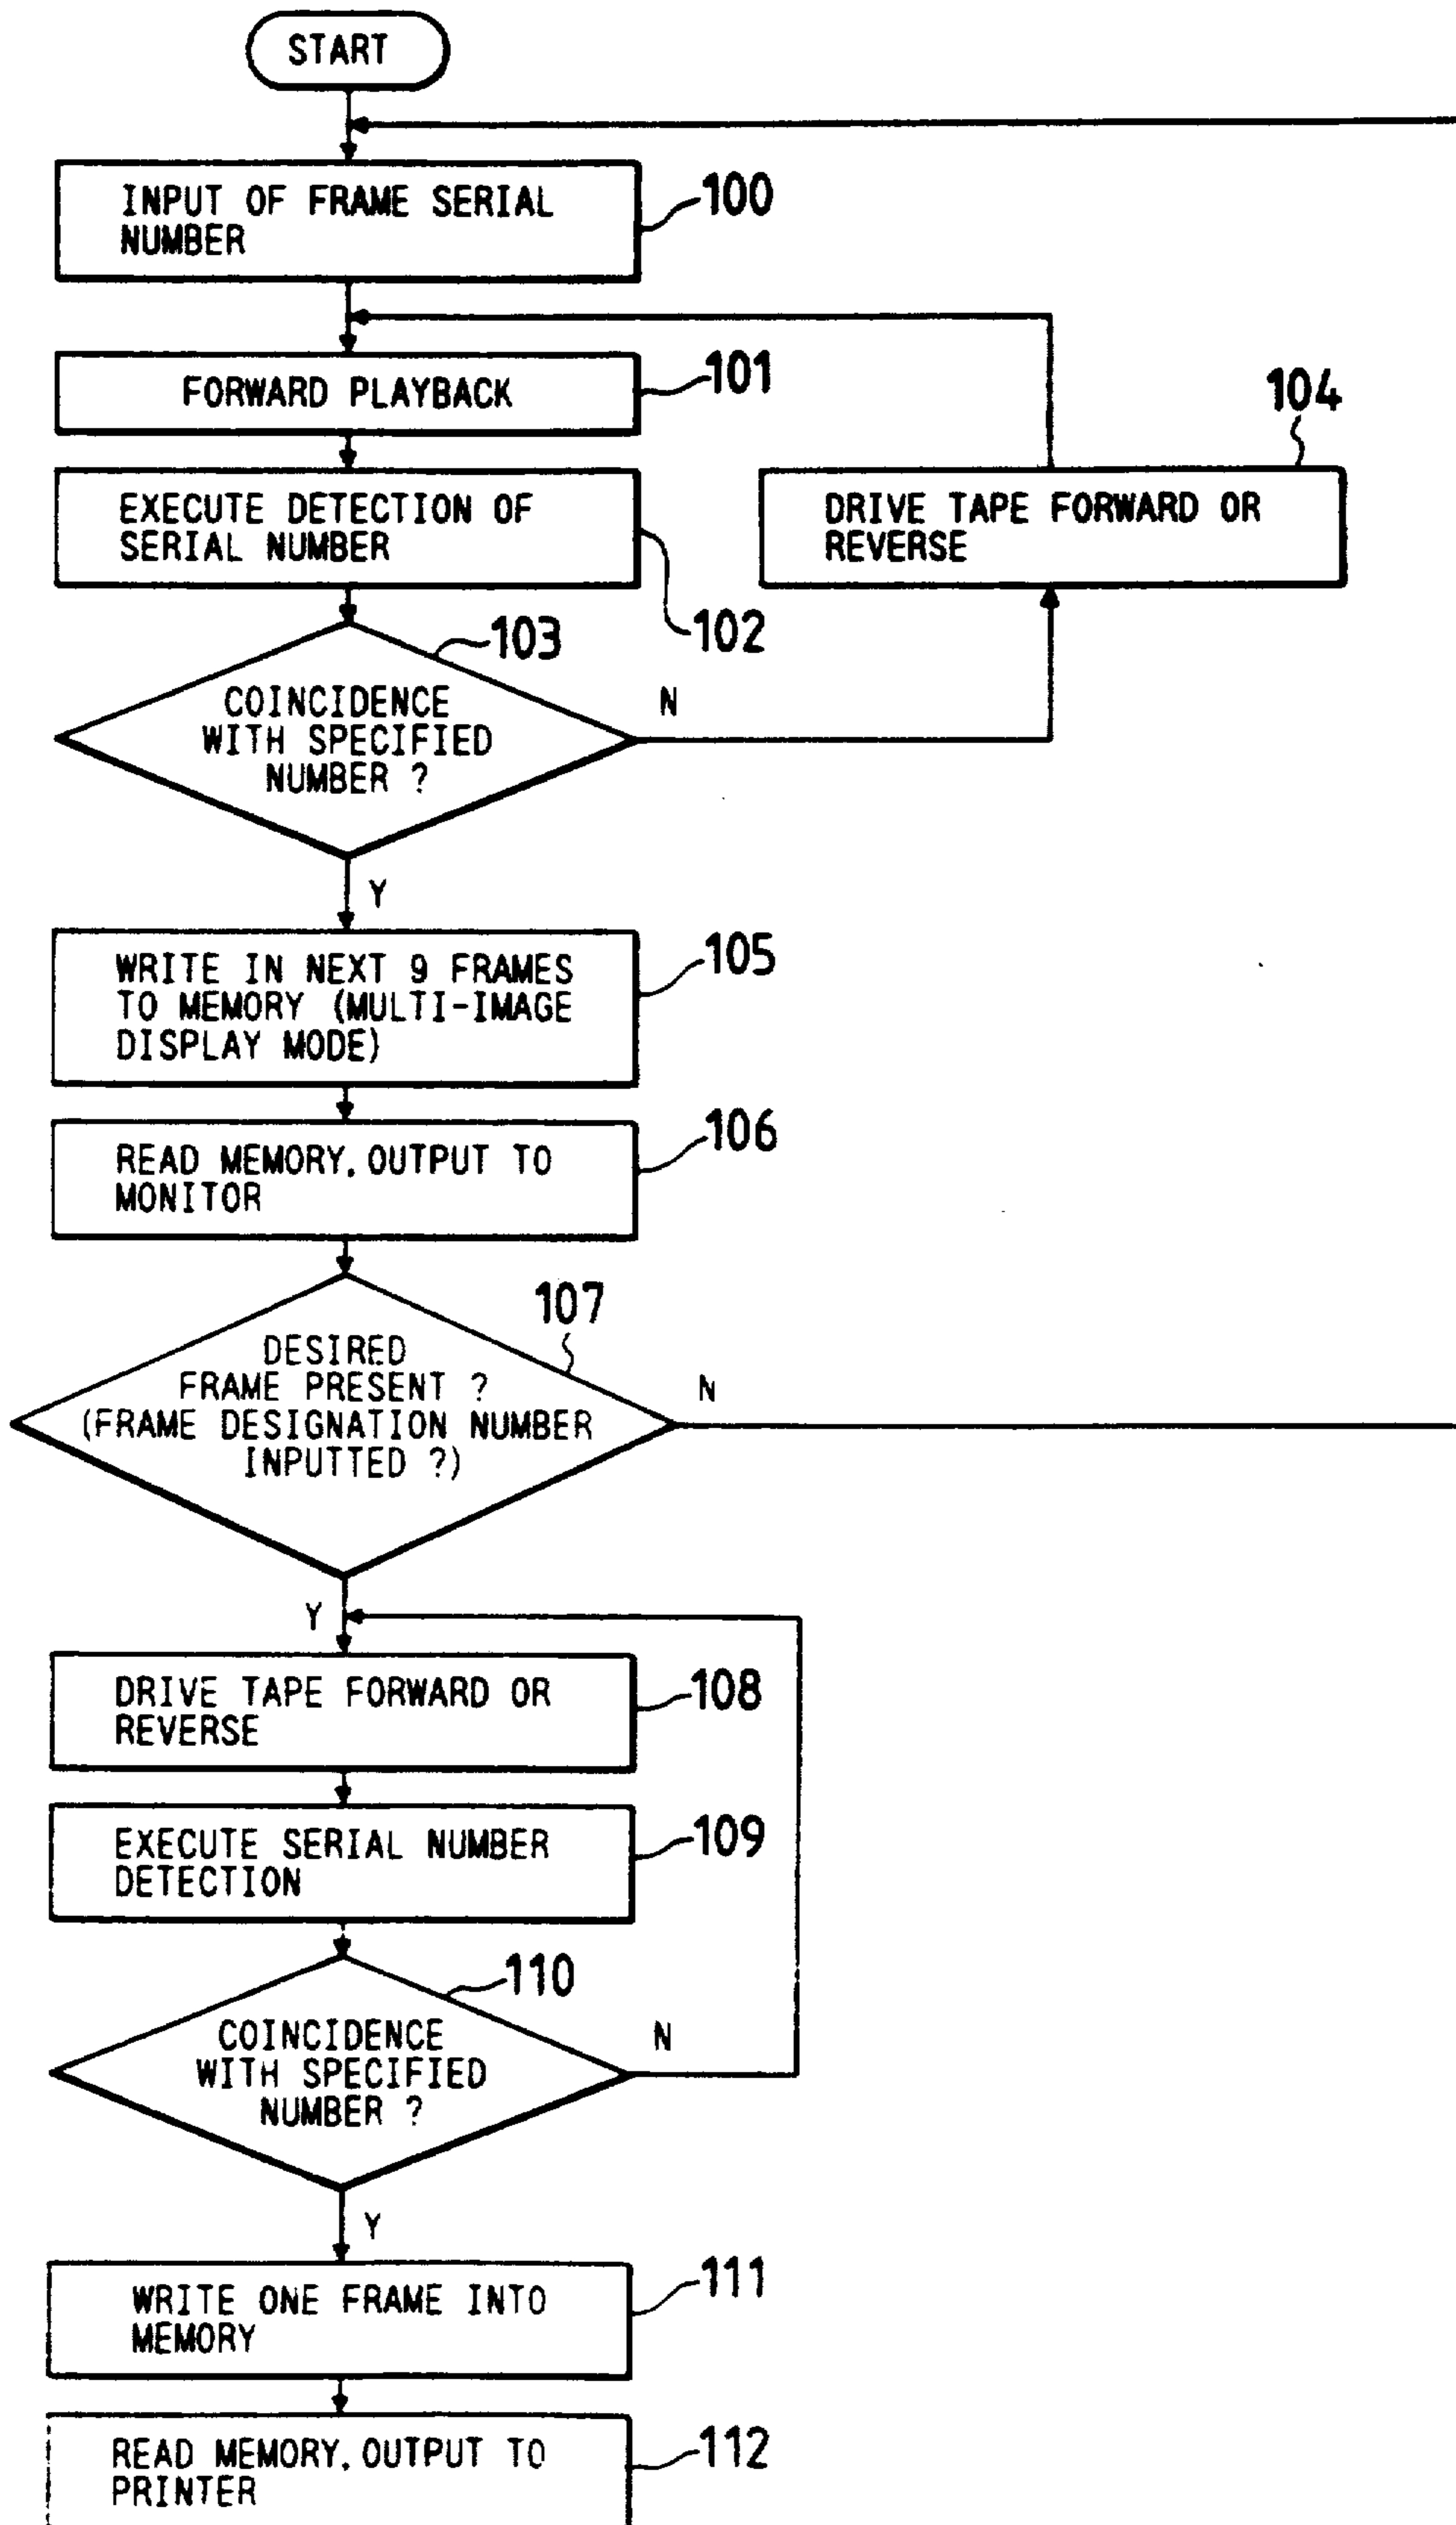 START
INPUT OF FRAME SERIAL
NUMBER
100
FORWARD PLAYBACK
101
EXECUTE DETECTION OF
SERIAL NUMBER
102
DRIVE TAPE FORWARD OR
REVERSE
104
COINCIDENCE
WITH SPECIFIED
NUMBER ?
103
N
Y
WRITE IN NEXT 9 FRAMES
TO MEMORY (MULTI-IMAGE
DISPLAY MODE)
105
READ MEMORY, OUTPUT TO
MONITOR
106
DESIRED
FRAME PRESENT ?
(FRAME DESIGNATION NUMBER
INPUTTED ?)
107
N
Y
DRIVE TAPE FORWARD OR
REVERSE
108
EXECUTE SERIAL NUMBER
DETECTION
109
COINCIDENCE
WITH SPECIFIED
NUMBER ?
110
N
Y
WRITE ONE FRAME INTO
MEMORY
111
READ MEMORY, OUTPUT TO
PRINTER
112